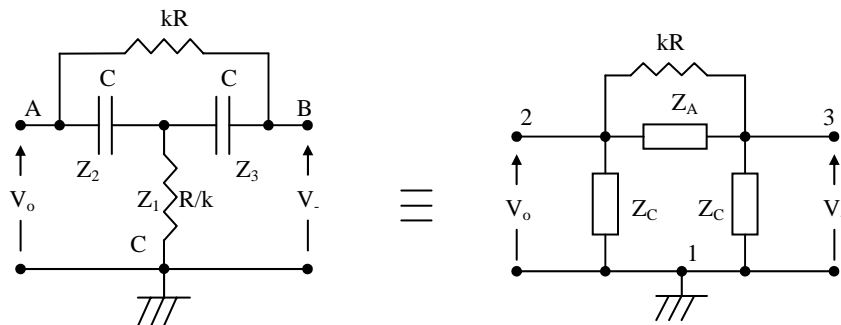 kR
C C
A B
Z2 Z3
Vo Z1 R/k V-
C
≡
kR
2 ZA 3
Vo ZC ZC V-
1